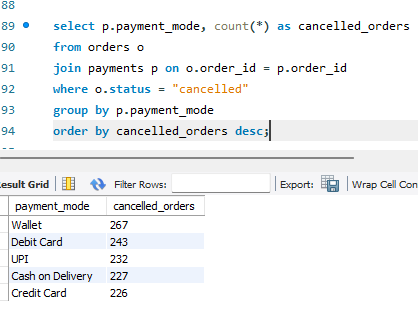 88
89 select p.payment_mode, count(*) as cancelled_orders
90 from orders o
91 join payments p on o.order_id = p.order_id
92 where o.status = "cancelled"
93 group by p.payment_mode
94 order by cancelled_orders desc;
Result Grid Filter Rows: Export: Wrap Cell Con
payment_mode cancelled_orders
Wallet 267
Debit Card 243
UPI 232
Cash on Delivery 227
Credit Card 226